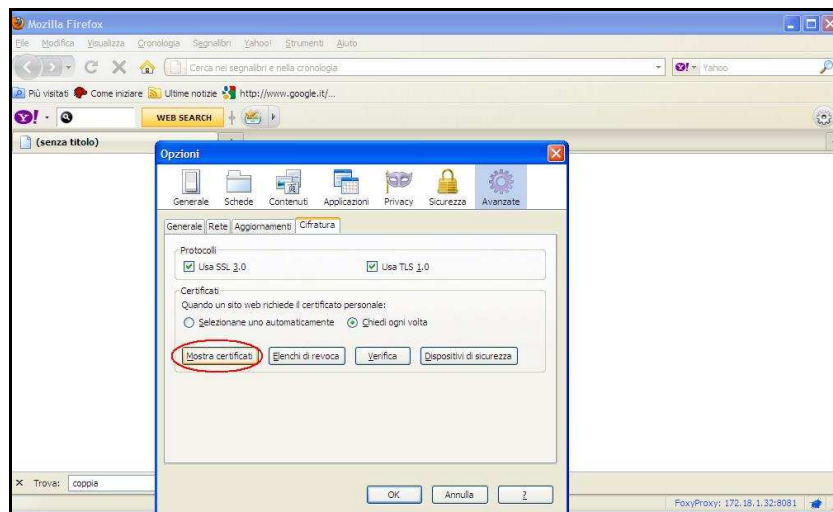 Mozilla Firefox
File Modifica Visualizza Cronologia Segnalibri Yahoo! Strumenti Aiuto
Cerca nei segnalibri e nella cronologia Yahoo
Più visitati Come iniziare Ultime notizie http://www.google.it/...
Y! WEB SEARCH
(senza titolo)
Opzioni
Generale Schede Contenuti Applicazioni Privacy Sicurezza Avanzate
Generale Rete Aggiornamenti Cifratura
Protocolli
Usa SSL 3.0 Usa TLS 1.0
Certificati
Quando un sito web richiede il certificato personale:
Selezionane uno automaticamente Chiedi ogni volta
Mostra certificati Elenchi di revoca Verifica Dispositivi di sicurezza
Trova: coppia
OK Annulla ?
FoxyProxy: 172.18.1.32:8081